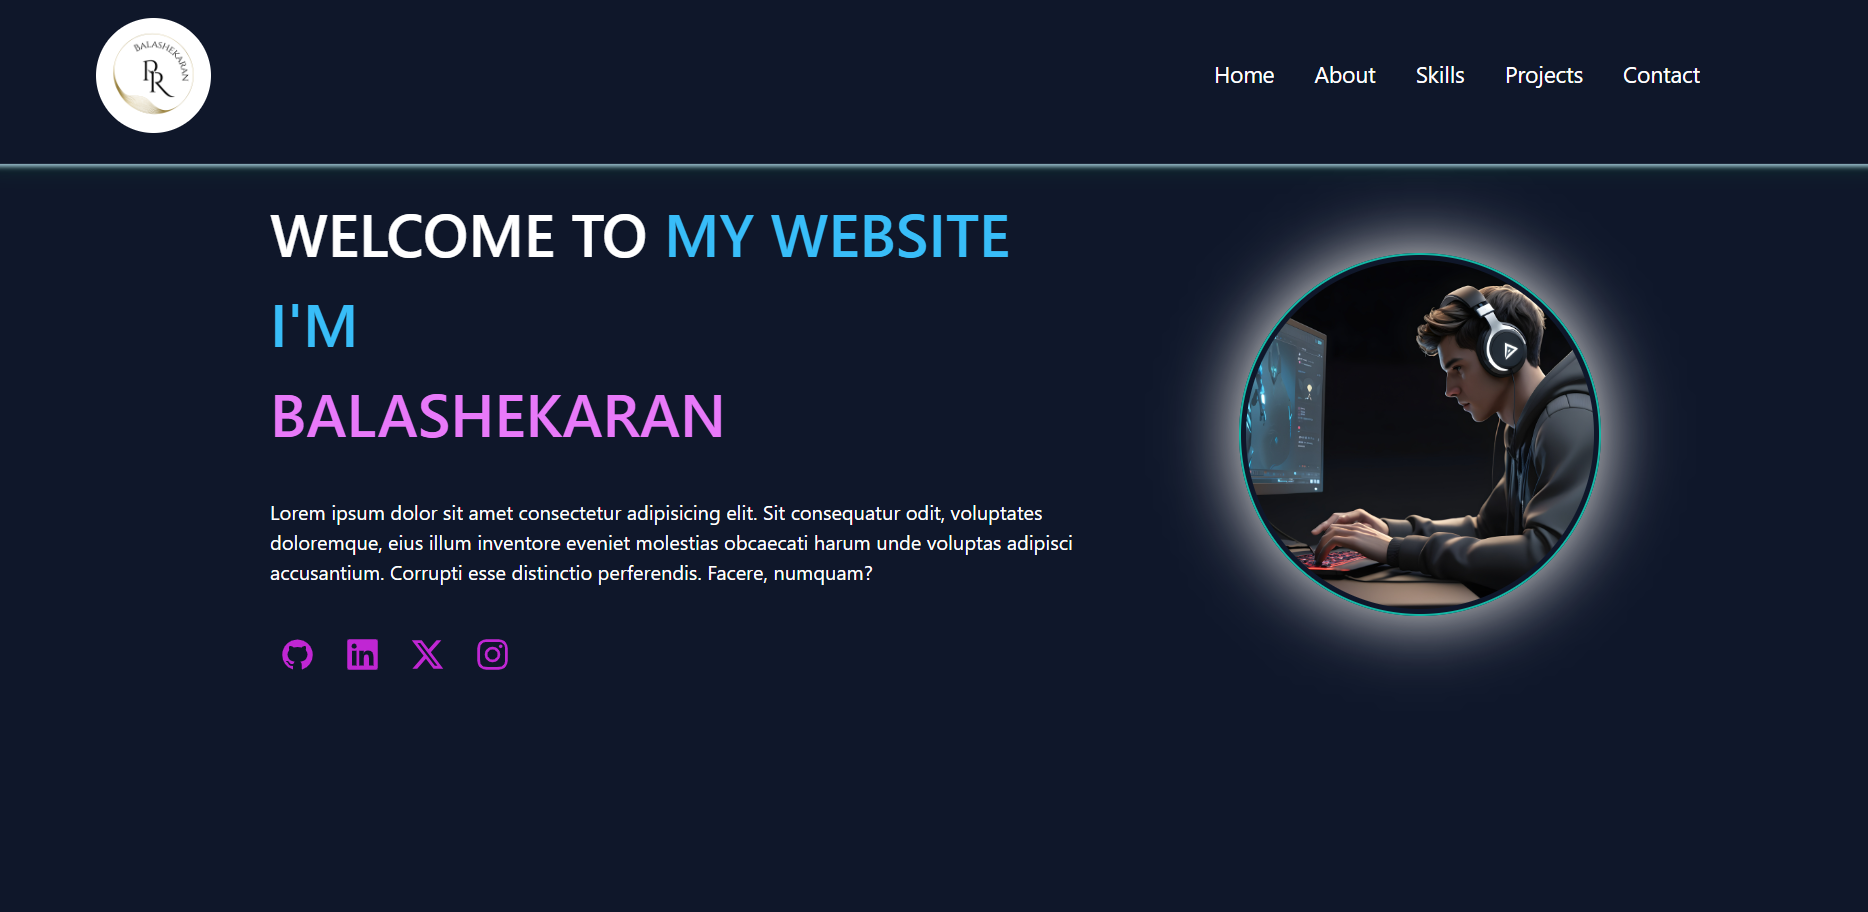 BALASHEKARAN
PR
Home About Skills Projects Contact
WELCOME TO MY WEBSITE
I'M
BALASHEKARAN
Lorem ipsum dolor sit amet consectetur adipisicing elit. Sit consequatur odit, voluptates
doloremque, eius illum inventore eveniet molestias obcaecati harum unde voluptas adipisci
accusantium. Corrupti esse distinctio perferendis. Facere, numquam?
in